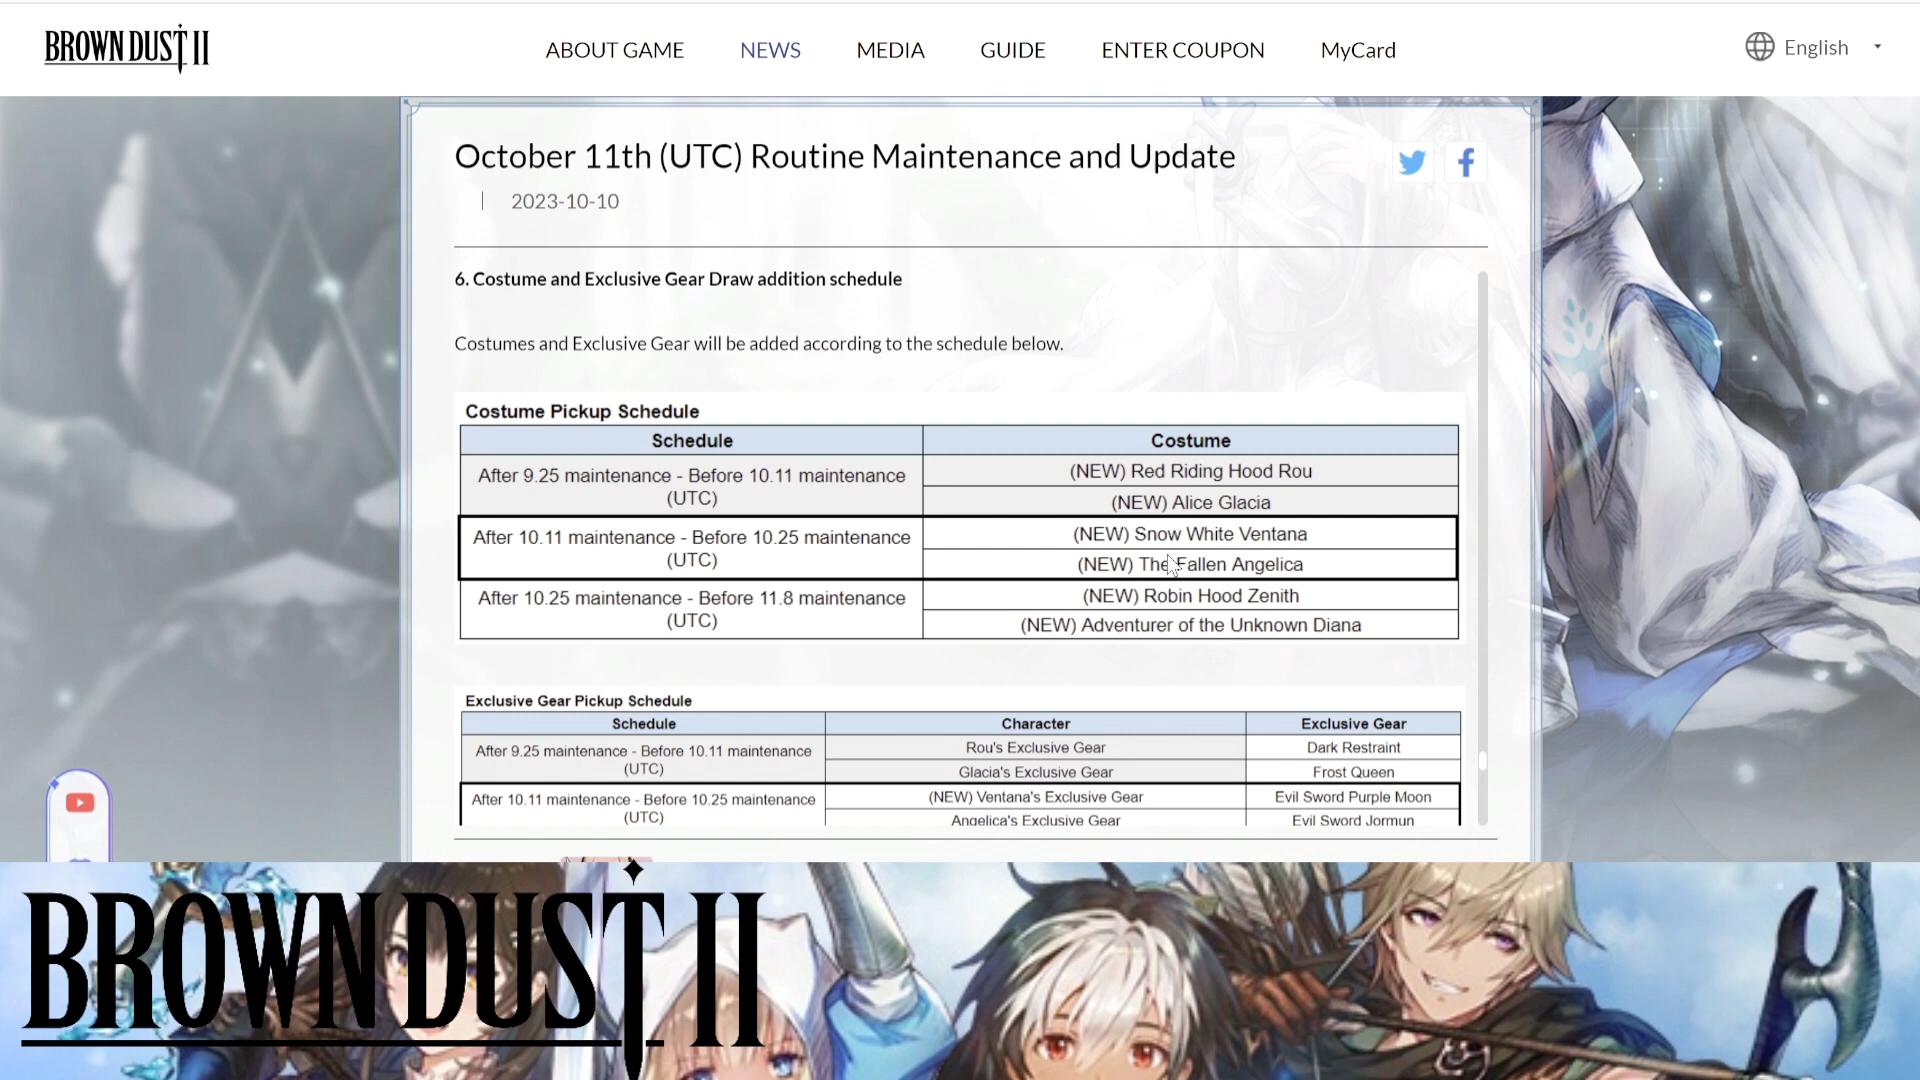 BROWN DUST II
ABOUT GAME
NEWS
MEDIA
GUIDE
ENTER COUPON
MyCard
English
October 11th (UTC) Routine Maintenance and Update
2023-10-10
6. Costume and Exclusive Gear Draw addition schedule
Costumes and Exclusive Gear will be added according to the schedule below.
Costume Pickup Schedule
Schedule
Costume
After 9.25 maintenance - Before 10.11 maintenance
(UTC)
(NEW) Red Riding Hood Rou
(NEW) Alice Glacia
After 10.11 maintenance - Before 10.25 maintenance
(UTC)
(NEW) Snow White Ventana
(NEW) The Fallen Angelica
After 10.25 maintenance - Before 11.8 maintenance
(UTC)
(NEW) Robin Hood Zenith
(NEW) Adventurer of the Unknown Diana
Exclusive Gear Pickup Schedule
Schedule
Character
Exclusive Gear
After 9.25 maintenance - Before 10.11 maintenance
(UTC)
Rou's Exclusive Gear
Dark Restraint
Glacia's Exclusive Gear
Frost Queen
After 10.11 maintenance - Before 10.25 maintenance
(UTC)
(NEW) Ventana's Exclusive Gear
Evil Sword Purple Moon
Angelica's Exclusive Gear
Evil Sword Jormun
BROWN DUST II